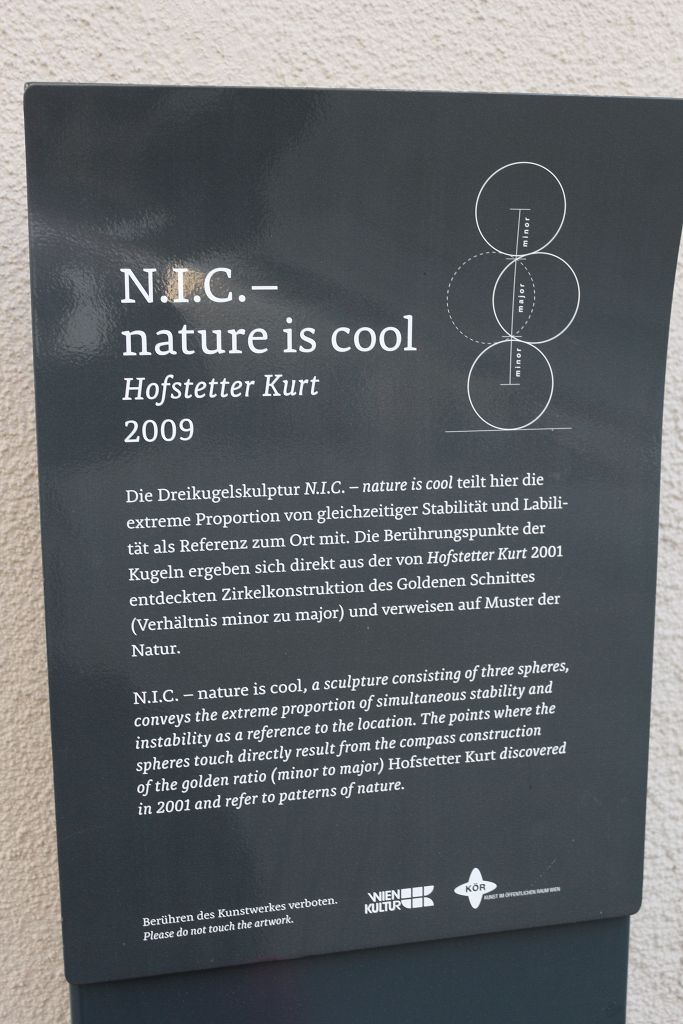 minor
major
minor
N.I.C.–
nature is cool
Hofstetter Kurt
2009
Die Dreikugelskulptur N.I.C. – nature is cool teilt hier die
extreme Proportion von gleichzeitiger Stabilität und Labili-
tät als Referenz zum Ort mit. Die Berührungspunkte der
Kugeln ergeben sich direkt aus der von Hofstetter Kurt 2001
entdeckten Zirkelkonstruktion des Goldenen Schnittes
(Verhältnis minor zu major) und verweisen auf Muster der
Natur.
N.I.C. – nature is cool, a sculpture consisting of three spheres,
conveys the extreme proportion of simultaneous stability and
instability as a reference to the location. The points where the
spheres touch directly result from the compass construction
of the golden ratio (minor to major) Hofstetter Kurt discovered
in 2001 and refer to patterns of nature.
Berühren des Kunstwerkes verboten.
Please do not touch the artwork.
WIEN
KULTUR
KÖR
KUNST IM ÖFFENTLICHEN RAUM WIEN